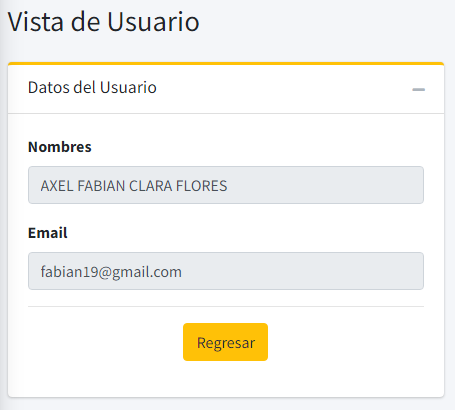 Vista de Usuario
Datos del Usuario
Nombres
AXEL FABIAN CLARA FLORES
Email
fabian19@gmail.com
Regresar